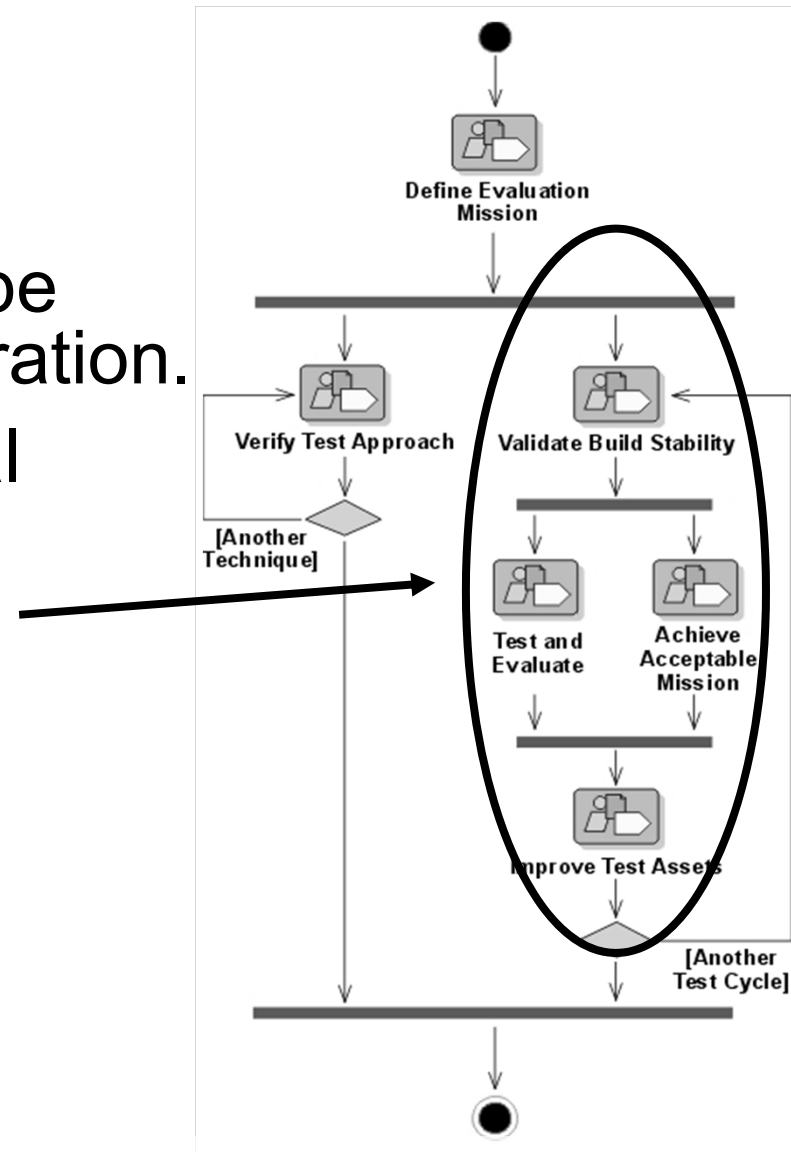 be
ration.
al
Define Evaluation
Mission
Verify Test Approach
Validate Build Stability
[Another
Technique]
Test and
Evaluate
Achieve
Acceptable
Mission
Improve Test Assets
[Another
Test Cycle]